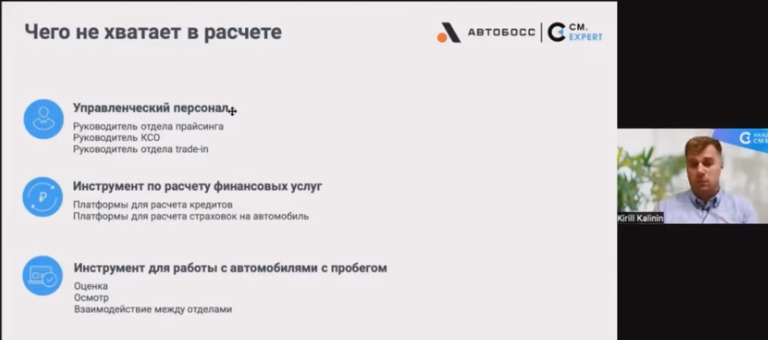 Чего не хватает в расчете
АВТОБОСС
CM.
EXPERT
Управленческий персонал
Руководитель отдела прайсинга
Руководитель КСО
Руководитель отдела trade-in
Инструмент по расчету финансовых услуг
Платформы для расчета кредитов
Платформы для расчета страховок на автомобиль
Инструмент для работы с автомобилями с пробегом
Оценка
Осмотр
Взаимодействие между отделами
Kirill Kalinin